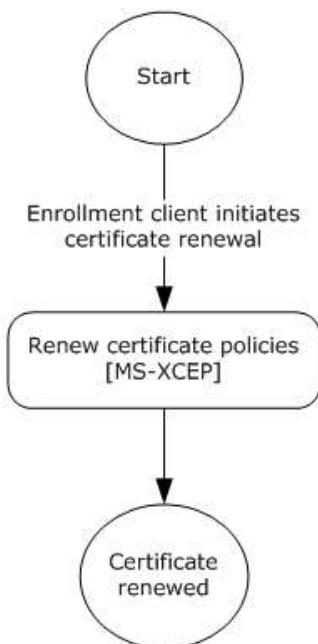 Start
Enrollment client initiates
certificate renewal
Renew certificate policies
[MS-XCEP]
Certificate
renewed